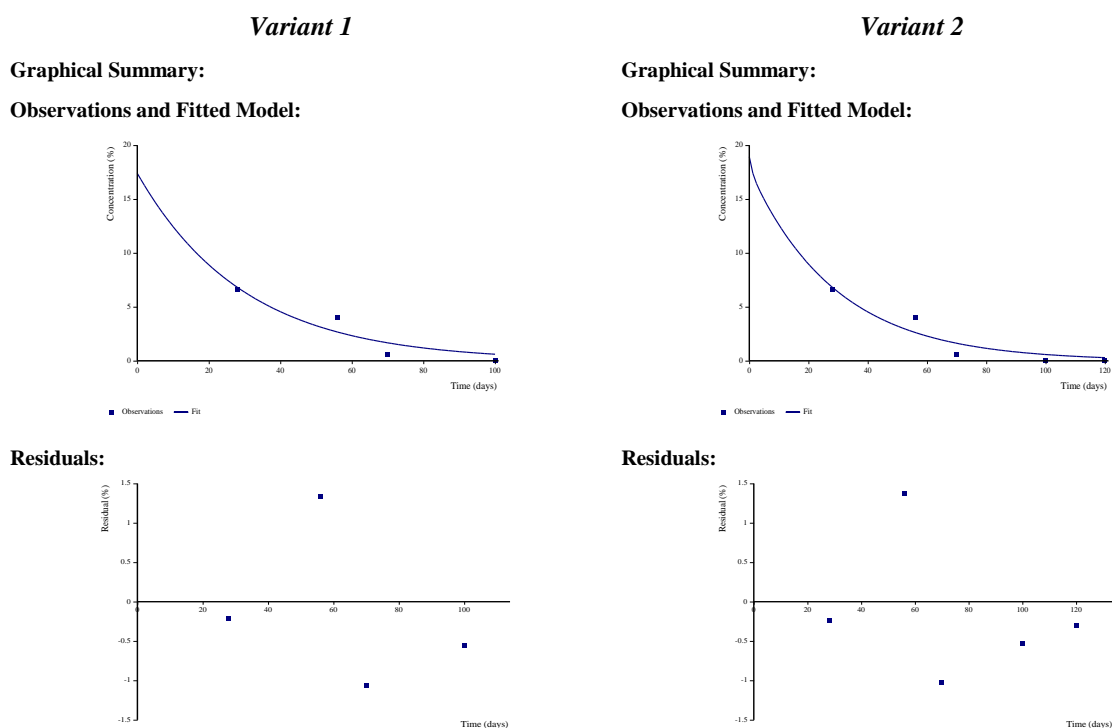 Variant 1
Graphical Summary:
Observations and Fitted Model:
Concentration (%)
20
15
10
5
0
0 20 40 60 80 100
Time (days)
Observations Fit
Residuals:
Residual (%)
1.5
1
0.5
0
-0.5
-1
-1.5
0 20 40 60 80 100
Time (days)
Variant 2
Graphical Summary:
Observations and Fitted Model:
Concentration (%)
20
15
10
5
0
0 20 40 60 80 100 120
Time (days)
Observations Fit
Residuals:
Residual (%)
1.5
1
0.5
0
-0.5
-1
-1.5
0 20 40 60 80 100 120
Time (days)